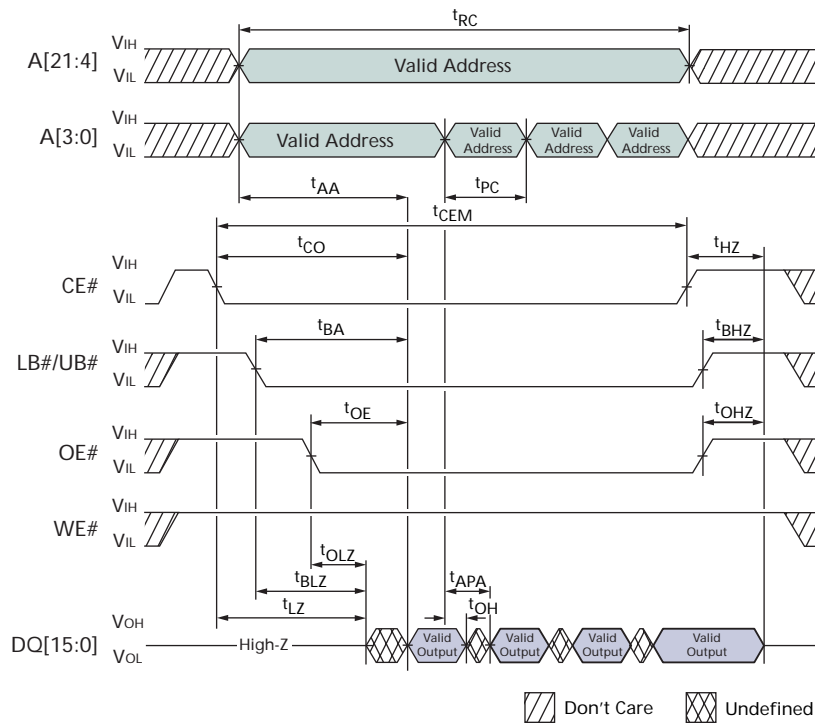 tRC
A[21:4] VIH VIL Valid Address
A[3:0] VIH VIL Valid Address Valid Address Valid Address Valid Address
tAA tPC
tCEM
tCO tHZ
CE# VIH VIL
tBA tBHZ
LB#/UB# VIH VIL
tOE tOHZ
OE# VIH VIL
WE# VIH VIL
tOLZ
tBLZ tAPA
tLZ tOH
DQ[15:0] VOH VOL High-Z Valid Output Valid Output Valid Output Valid Output
Don't Care Undefined